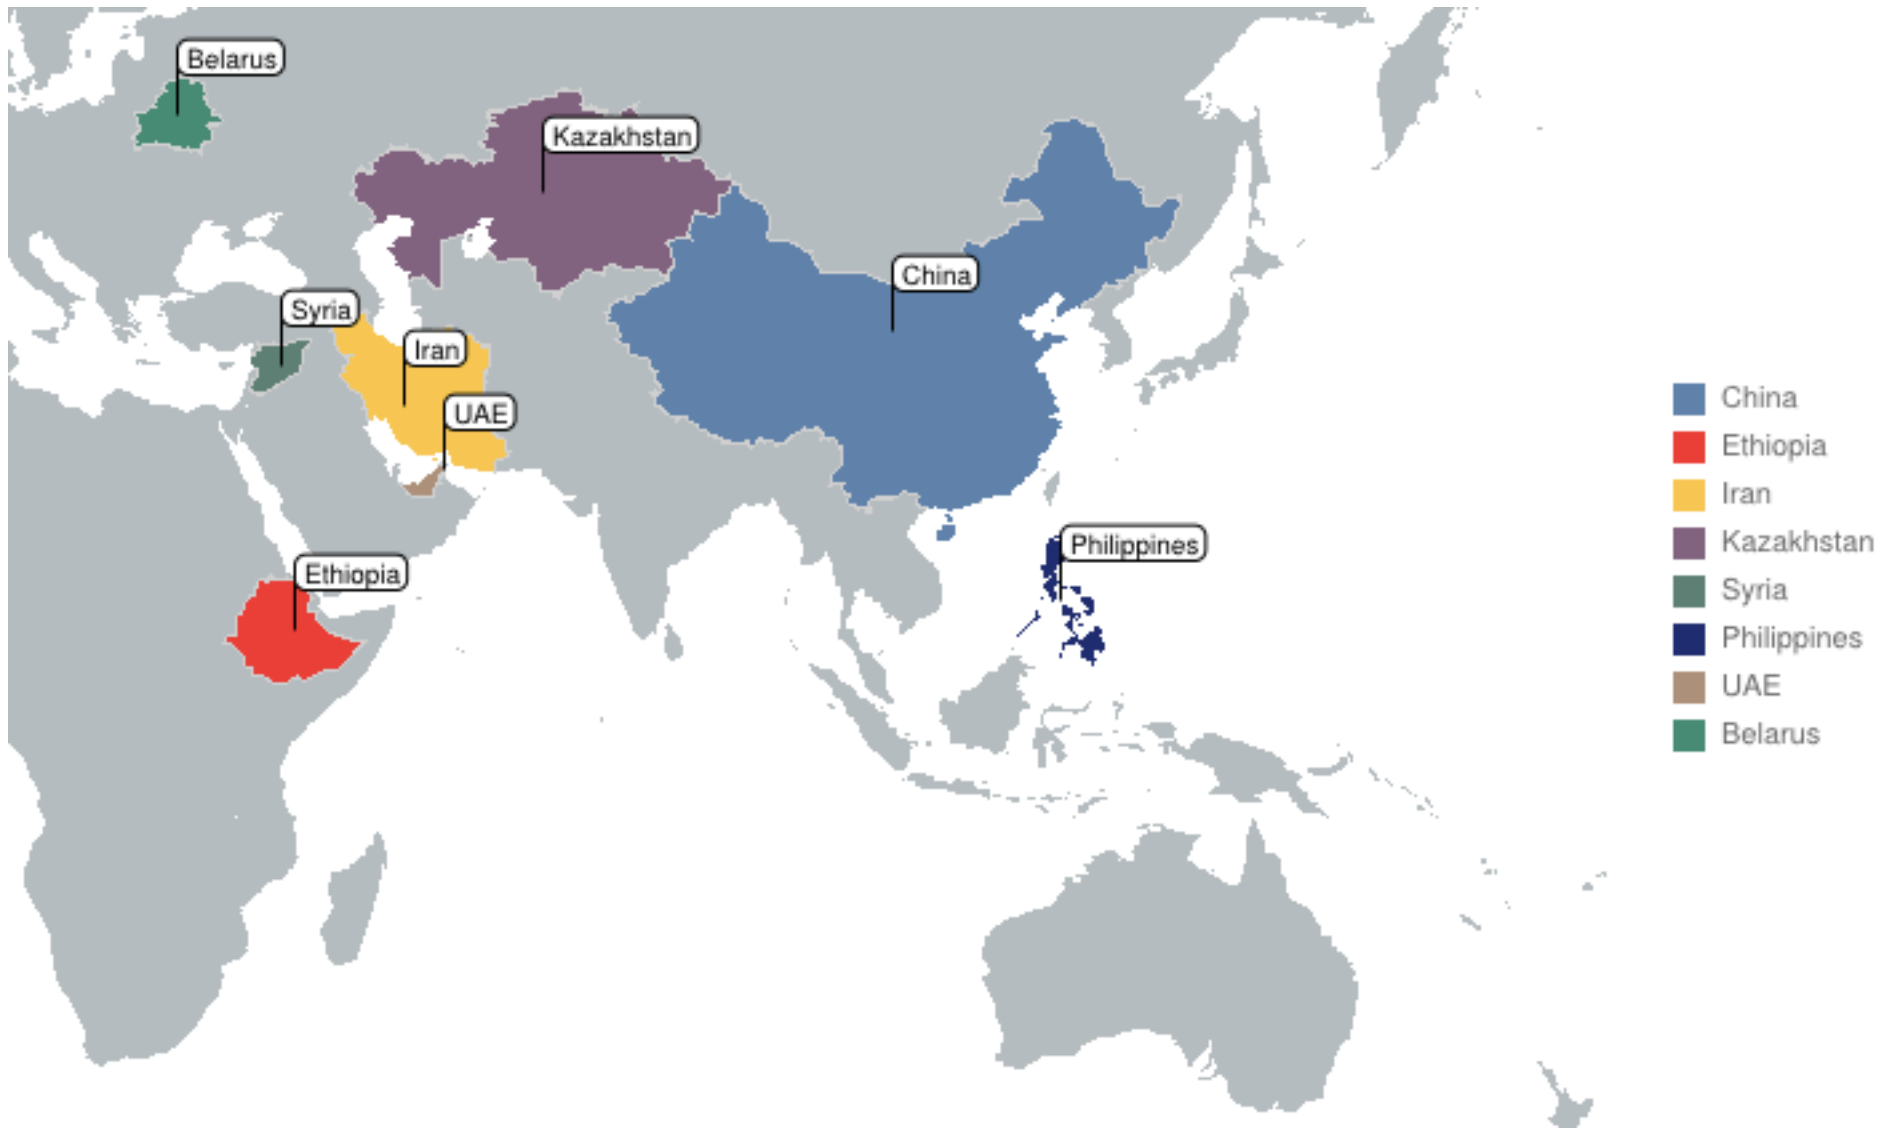 Belarus
Kazakhstan
China
Syria
Iran
UAE
Philippines
Ethiopia
China
Ethiopia
Iran
Kazakhstan
Syria
Philippines
UAE
Belarus